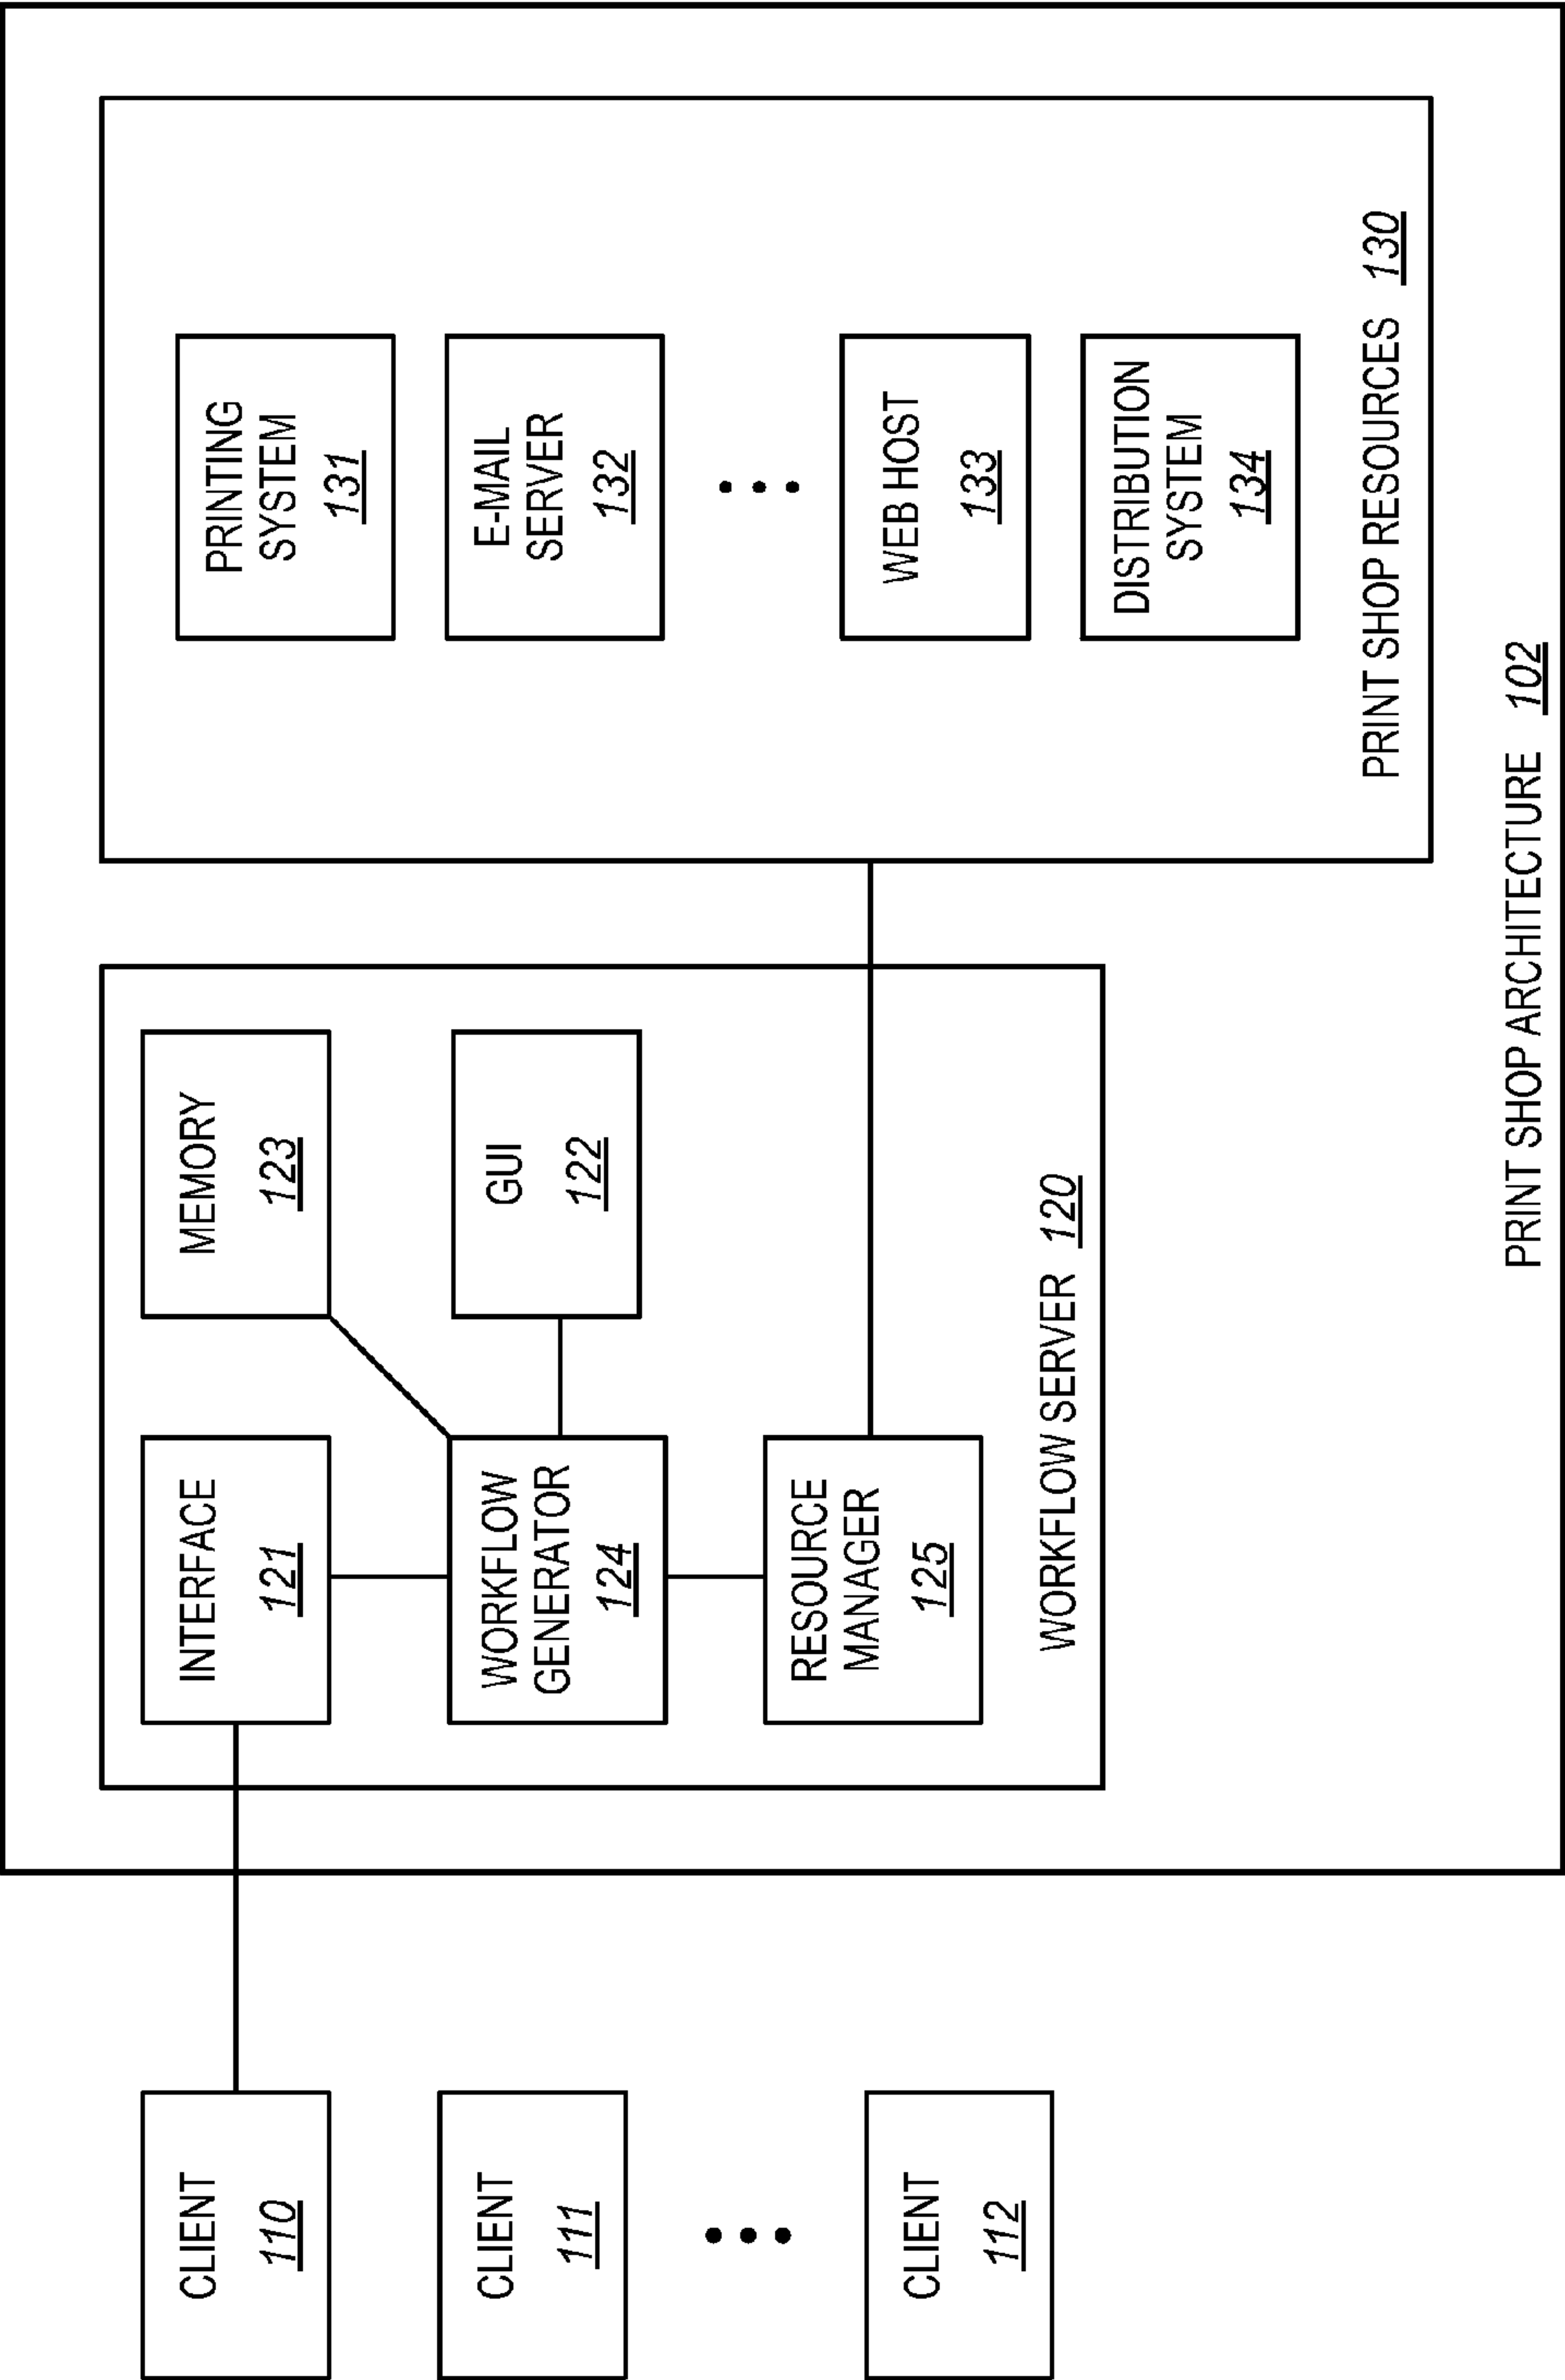 CLIENT
110
CLIENT
111
CLIENT
112
INTERFACE
121
WORKFLOW
GENERATOR
124
RESOURCE
MANAGER
125
MEMORY
123
GUI
122
WORKFLOW SERVER 120
PRINTING
SYSTEM
131
E-MAIL
SERVER
132
WEB HOST
133
DISTRIBUTION
SYSTEM
134
PRINT SHOP RESOURCES 130
PRINT SHOP ARCHITECTURE 102